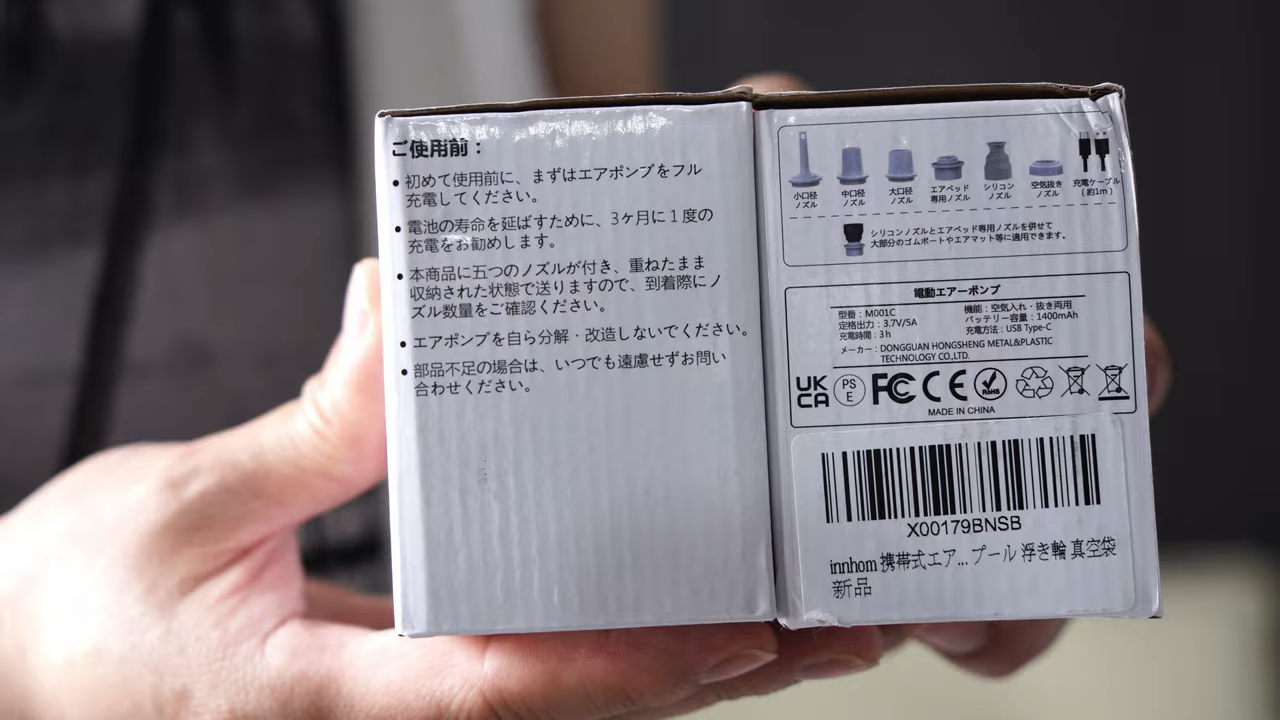 ご使用前：
• 初めて使用前に、まずはエアポンプをフル
充電してください。
• 電池の寿命を延ばすために、3ヶ月に１度の
充電をお勧めします。
• 本商品に五つのノズルが付き、重ねたまま
収納された状態で送りますので、到着際にノ
ズル数量をご確認ください。
• エアポンプを自ら分解・改造しないでください。
• 部品不足の場合は、いつでも遠慮せずお問い
合わせください。
小口径
ノズル
中口径
ノズル
大口径
ノズル
エアベッド
専用ノズル
シリコン
ノズル
空気抜き
ノズル
充電ケーブル
（約1m）
シリコンノズルとエアベッド専用ノズルを併せて
大部分のゴムボートやエアマット等に適用できます。
電動エアーポンプ
型番：M001C
機能：空気入れ・抜き両用
定格出力：3.7V/5A
バッテリー容量：1400mAh
充電時間：3h
充電方法：USB Type-C
メーカー：DONGGUAN HONGSHENG METAL&PLASTIC
TECHNOLOGY CO.,LTD.
UK
CA
PS
E
FC
CE
RoHS
MADE IN CHINA
X00179BNSB
innhom 携帯式エア... プール 浮き輪 真空袋
新品